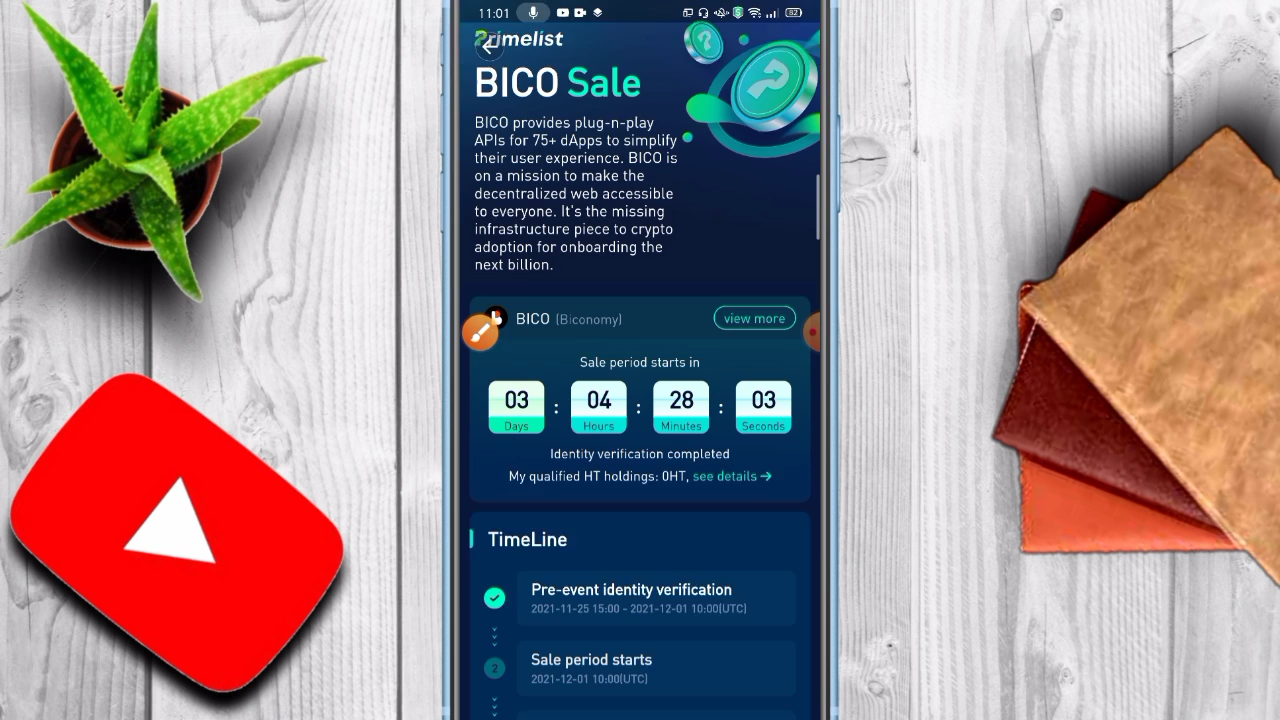 11:01
82
Primelist
BICO Sale
BICO provides plug-n-play
APIs for 75+ dApps to simplify
their user experience. BICO is
on a mission to make the
decentralized web accessible
to everyone. It's the missing
infrastructure piece to crypto
adoption for onboarding the
next billion.
BICO (Biconomy)
view more
Sale period starts in
03 : 04 : 28 : 03
Days Hours Minutes Seconds
Identity verification completed
My qualified HT holdings: 0HT, see details →
TimeLine
Pre-event identity verification
2021-11-25 15:00 - 2021-12-01 10:00(UTC)
2 Sale period starts
2021-12-01 10:00(UTC)